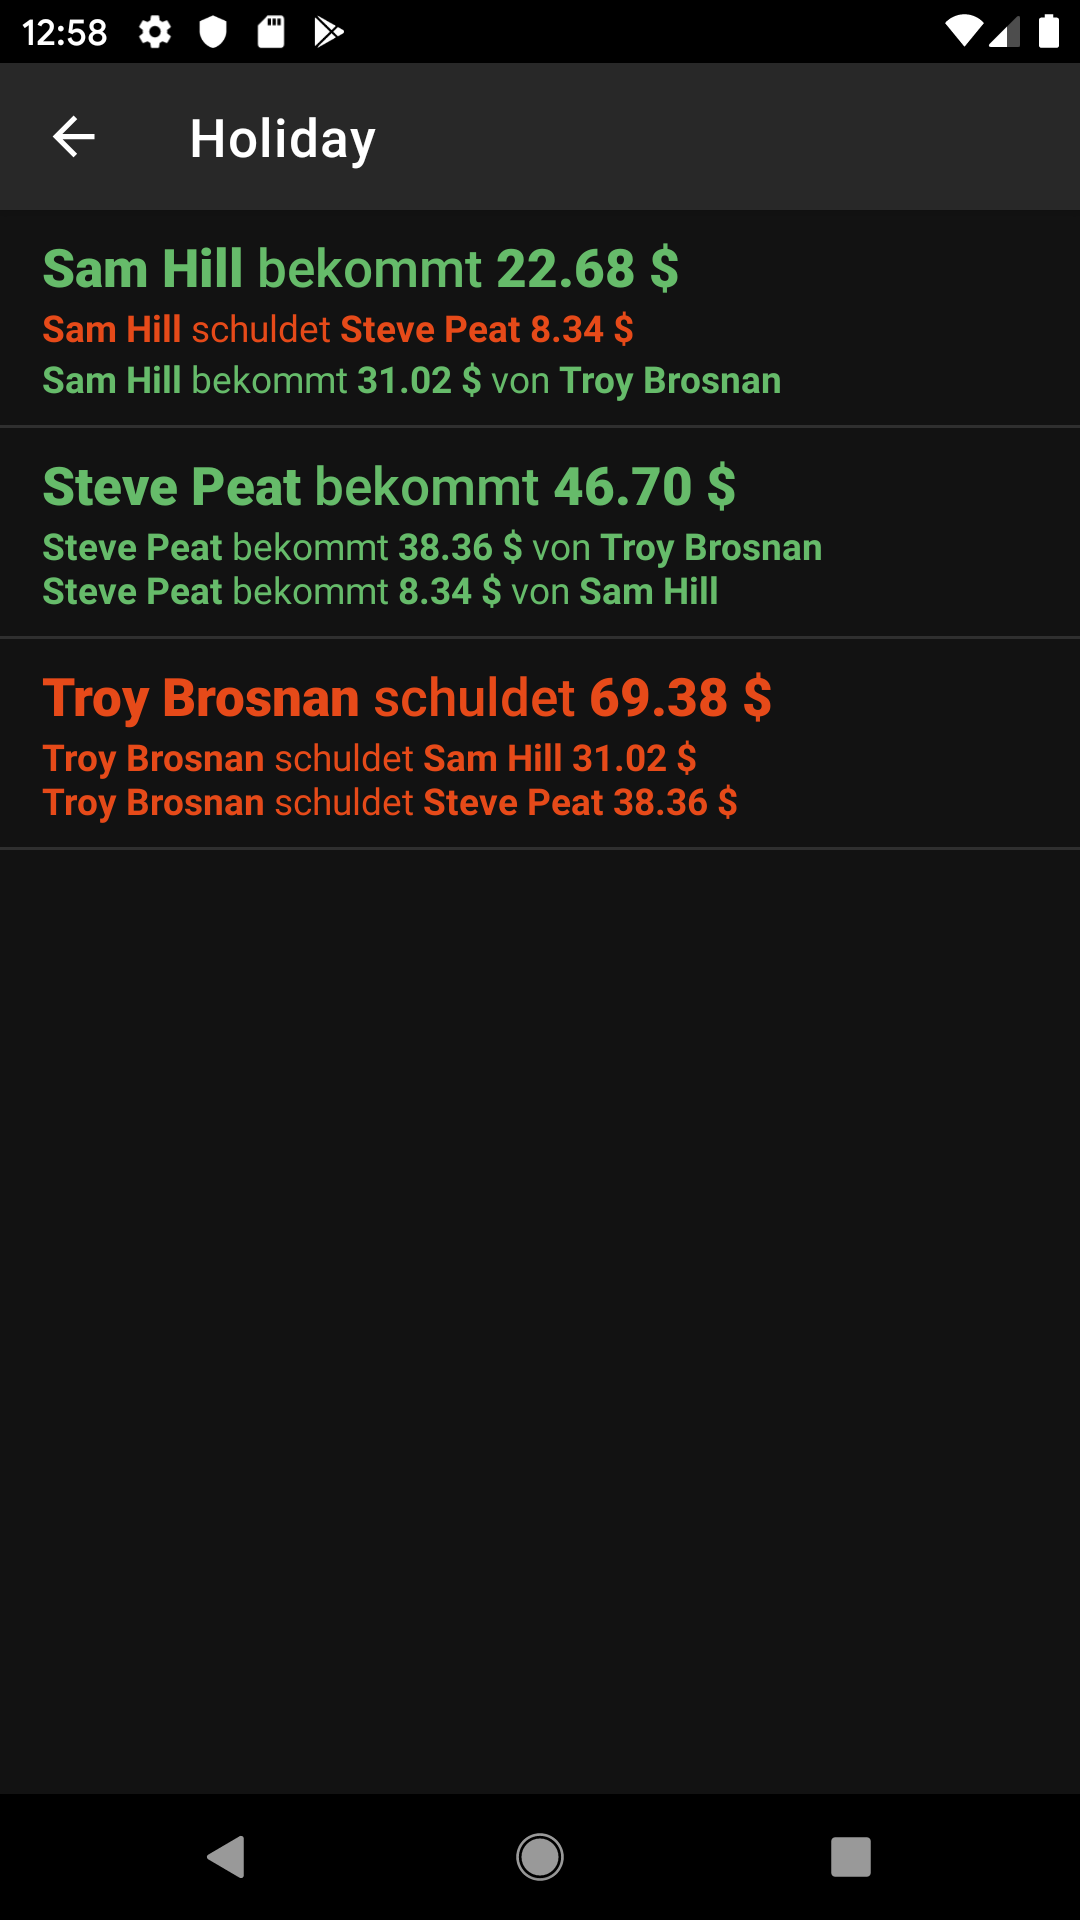 12:58
Holiday
Sam Hill bekommt 22.68 $
Sam Hill schuldet Steve Peat 8.34 $
Sam Hill bekommt 31.02 $ von Troy Brosnan
Steve Peat bekommt 46.70 $
Steve Peat bekommt 38.36 $ von Troy Brosnan
Steve Peat bekommt 8.34 $ von Sam Hill
Troy Brosnan schuldet 69.38 $
Troy Brosnan schuldet Sam Hill 31.02 $
Troy Brosnan schuldet Steve Peat 38.36 $